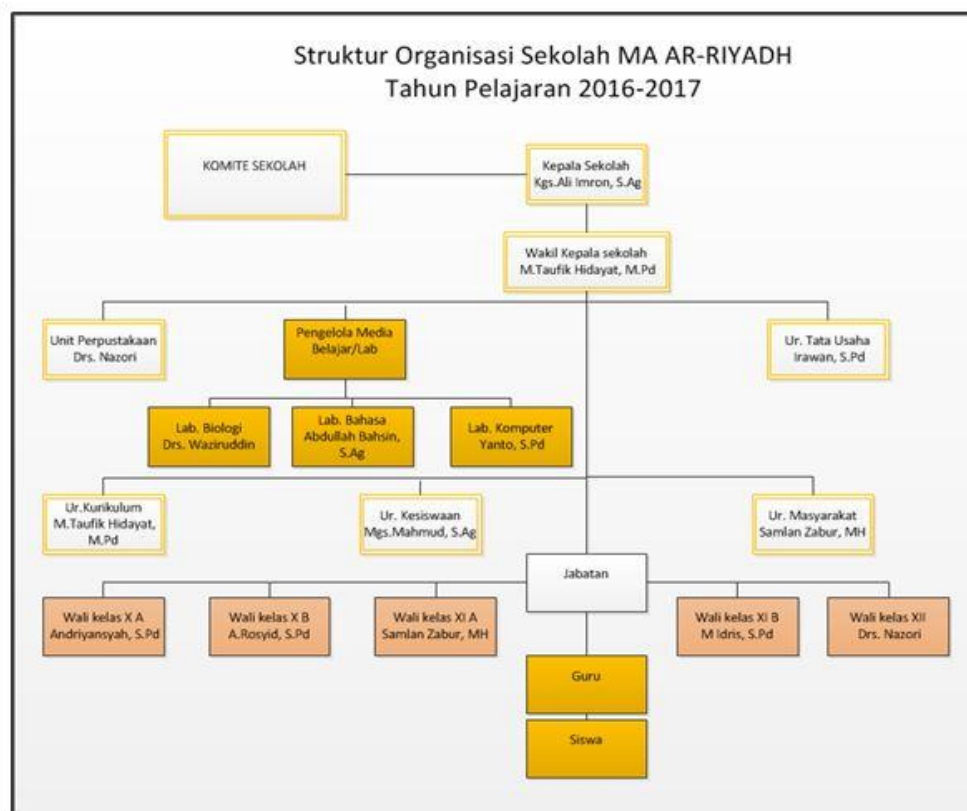 Struktur Organisasi Sekolah MA AR-RIYADH
Tahun Pelajaran 2016-2017
KOMITE SEKOLAH
Kepala Sekolah
Kgs.Ali Imron, S.Ag
Wakil Kepala sekolah
M.Taufik Hidayat, M.Pd
Unit Perpustakaan
Drs. Nazori
Pengelola Media
Belajar/Lab
Ur. Tata Usaha
Irawan, S.Pd
Lab. Biologi
Drs. Waziruddin
Lab. Bahasa
Abdullah Bahsin,
S.Ag
Lab. Komputer
Yanto, S.Pd
Ur.Kurikulum
M.Taufik Hidayat,
M.Pd
Ur. Kesiswaan
Mgs.Mahmud, S.Ag
Ur. Masyarakat
Samlan Zabur, MH
Jabatan
Wali kelas X A
Andriyansyah, S.Pd
Wali kelas X B
A.Rosyid, S.Pd
Wali kelas XI A
Samlan Zabur, MH
Wali kelas XI B
M Idris, S.Pd
Wali kelas XII
Drs. Nazori
Guru
Siswa